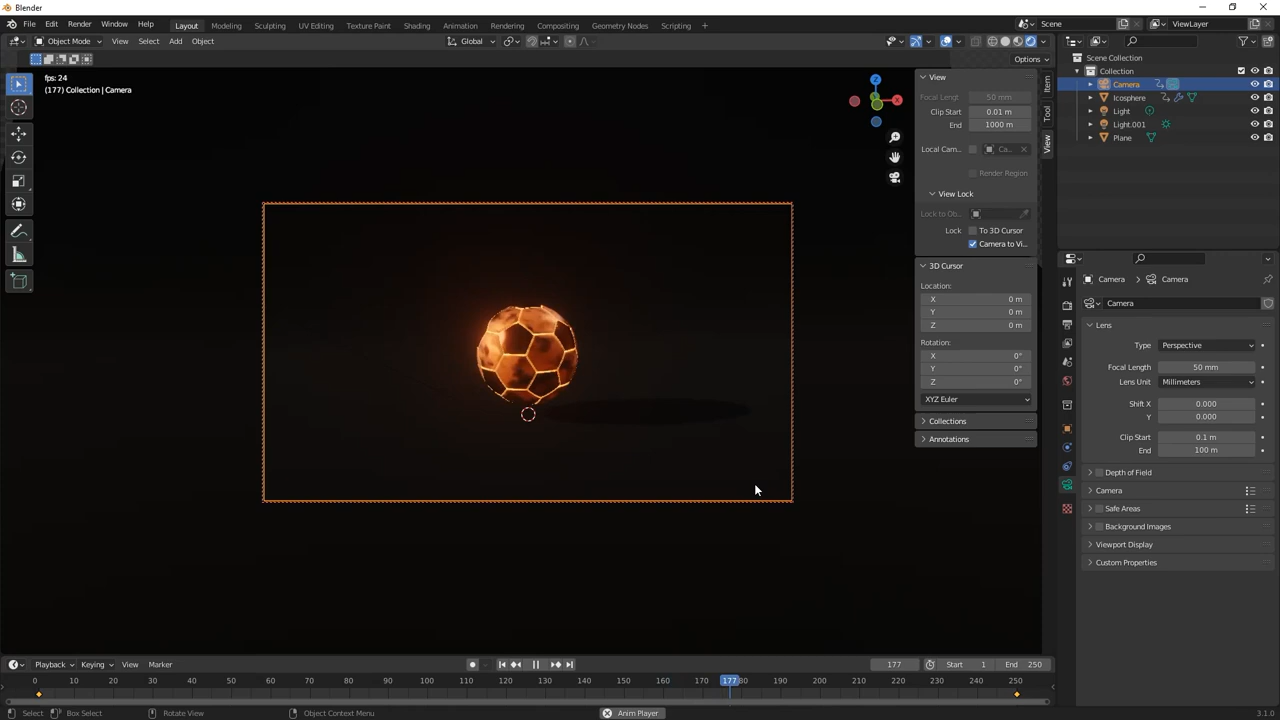 Blender
File Edit Render Window Help Layout Modeling Sculpting UV Editing Texture Paint Shading Animation Rendering Compositing Geometry Nodes Scripting + Scene ViewLayer
Object Mode View Select Add Object Global
Options
fps: 24
(177) Collection | Camera
View
Focal Lengt 50 mm
Clip Start 0.01 m
End 1000 m
Local Cam... Ca...
Render Region
View Lock
Lock to Ob...
Lock To 3D Cursor
Camera to Vi...
3D Cursor
Location:
X 0 m
Y 0 m
Z 0 m
Rotation:
X 0°
Y 0°
Z 0°
XYZ Euler
Collections
Annotations
Item
Tool
View
Z
X
Scene Collection
Collection
Camera
Icosphere
Light
Light.001
Plane
Camera > Camera
Camera
Lens
Type Perspective
Focal Length 50 mm
Lens Unit Millimeters
Shift X 0.000
Y 0.000
Clip Start 0.1 m
End 100 m
Depth of Field
Camera
Safe Areas
Background Images
Viewport Display
Custom Properties
Playback Keying View Marker 177 Start 1 End 250
0 10 20 30 40 50 60 70 80 90 100 110 120 130 140 150 160 170 177 180 190 200 210 220 230 240 250
Select Box Select Rotate View Object Context Menu Anim Player 3.1.0